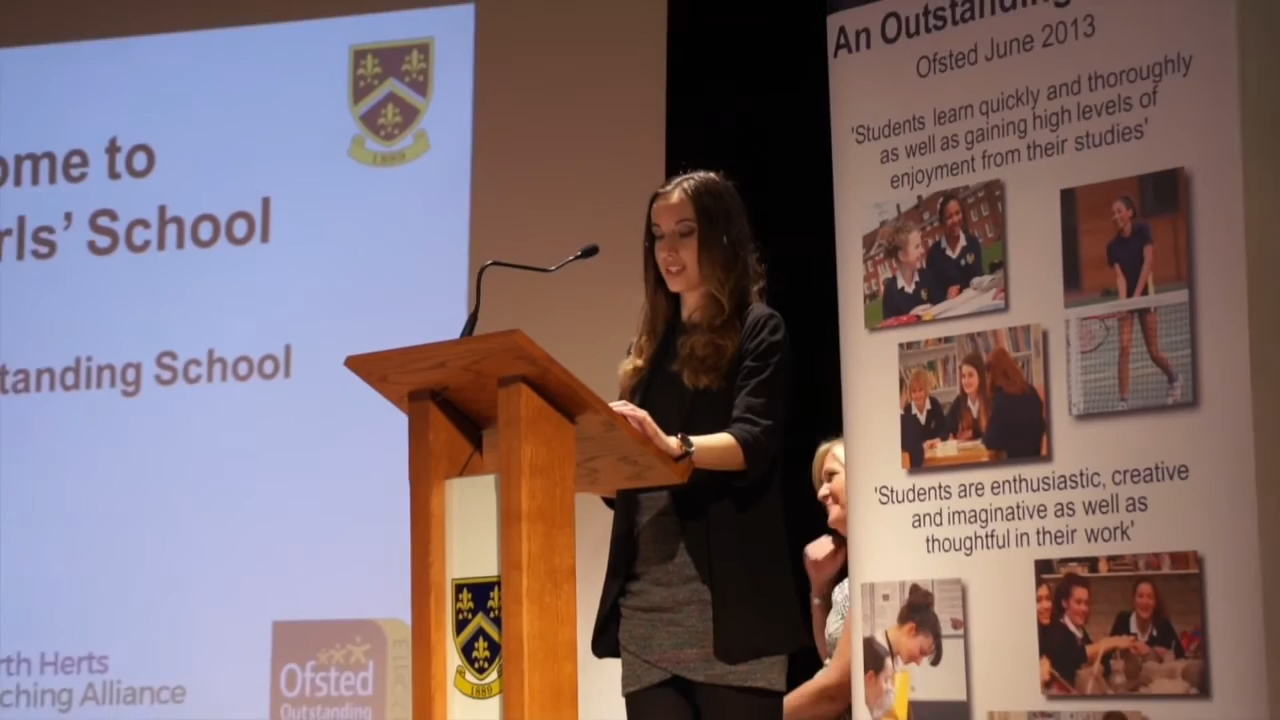 ome to
rls' School
tanding School
rth Herts
ching Alliance
Ofsted
Outstanding
1889
1889
An Outstanding
Ofsted June 2013
'Students learn quickly and thoroughly
as well as gaining high levels of
enjoyment from their studies'
'Students are enthusiastic, creative
and imaginative as well as
thoughtful in their work'